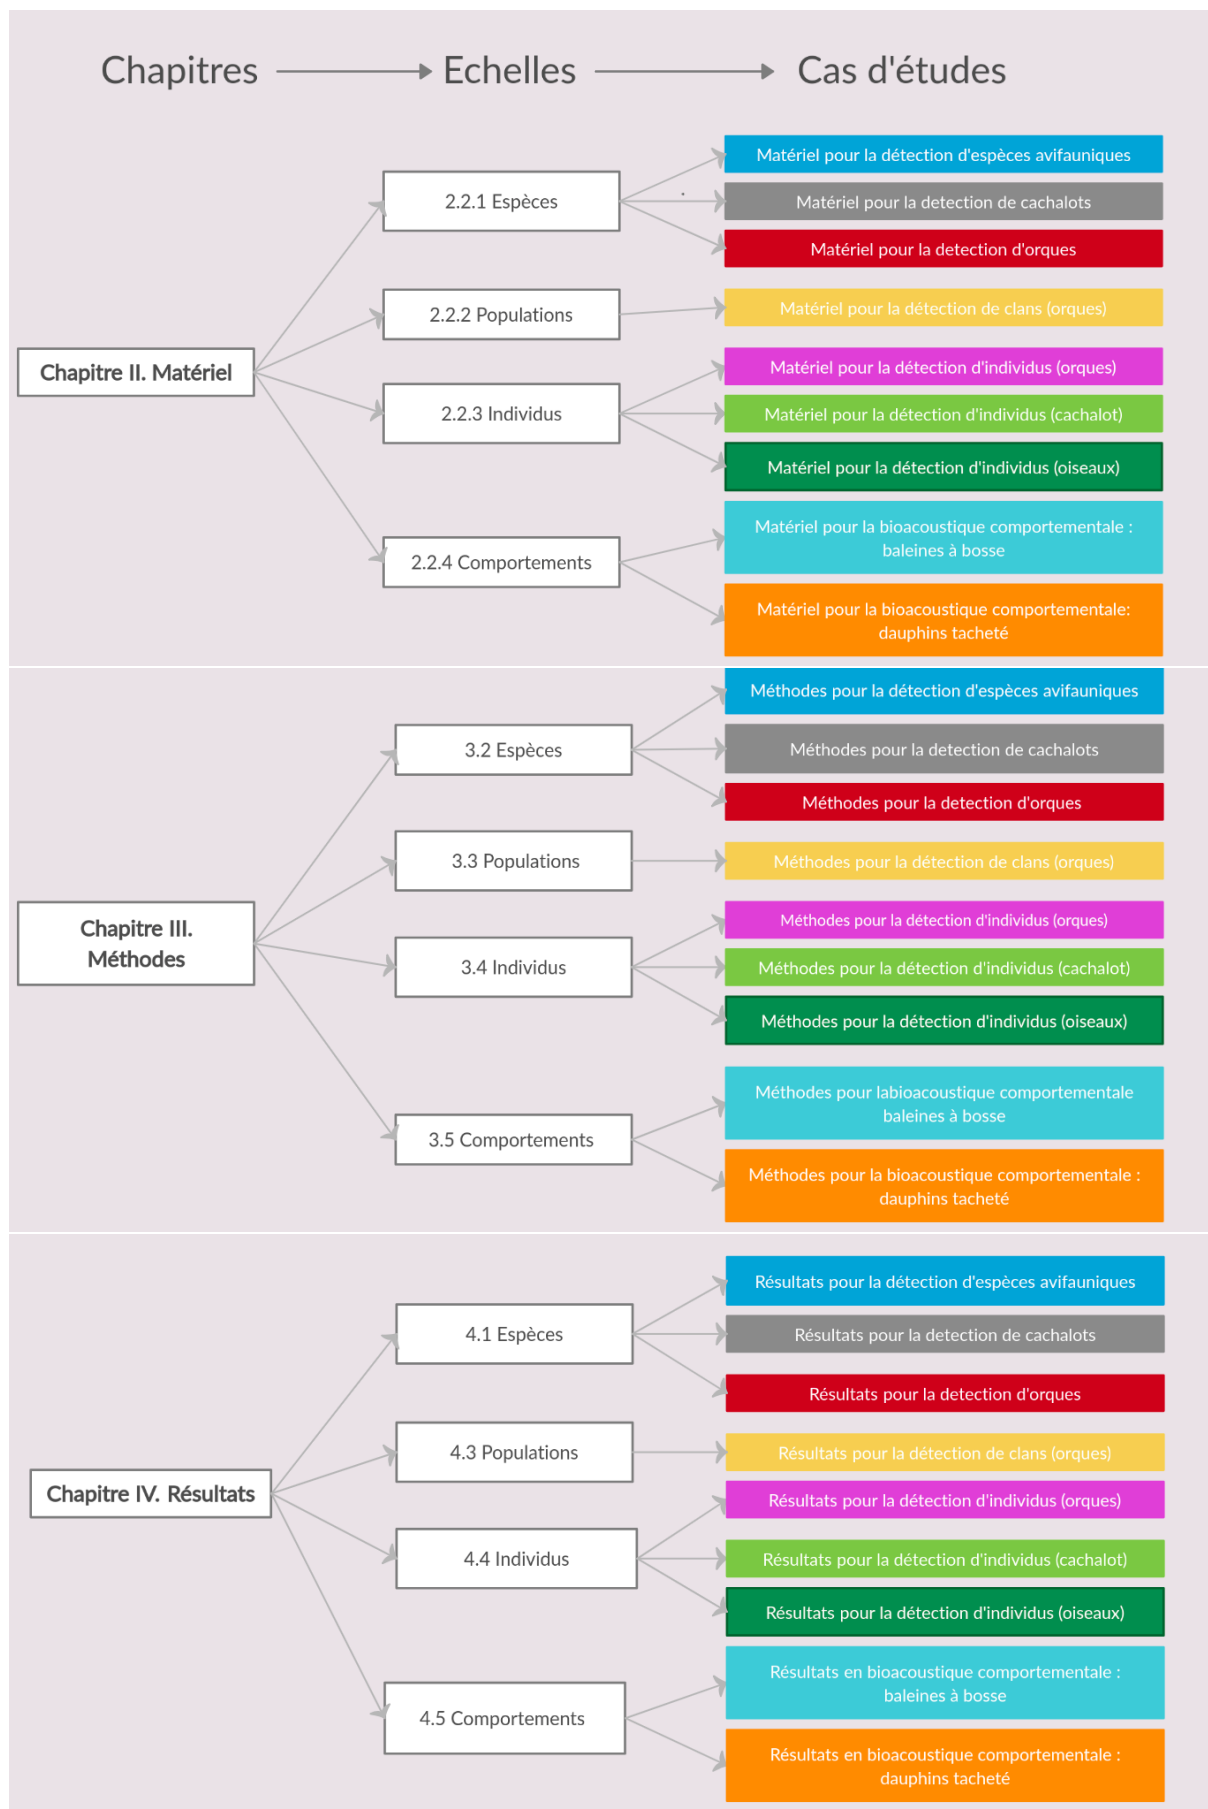 Chapitres
Echelles
Cas d'études
Chapitre II. Matériel
2.2.1 Espèces
Matériel pour la détection d'espèces avifauniques
Matériel pour la detection de cachalots
Matériel pour la detection d'orques
2.2.2 Populations
Matériel pour la détection de clans (orques)
2.2.3 Individus
Matériel pour la détection d'individus (orques)
Matériel pour la détection d'individus (cachalot)
Matériel pour la détection d'individus (oiseaux)
2.2.4 Comportements
Matériel pour la bioacoustique comportementale :
baleines à bosse
Matériel pour la bioacoustique comportementale:
dauphins tacheté
Chapitre III.
Méthodes
3.2 Espèces
Méthodes pour la détection d'espèces avifauniques
Méthodes pour la detection de cachalots
Méthodes pour la detection d'orques
3.3 Populations
Méthodes pour la détection de clans (orques)
3.4 Individus
Méthodes pour la détection d'individus (orques)
Méthodes pour la détection d'individus (cachalot)
Méthodes pour la détection d'individus (oiseaux)
3.5 Comportements
Méthodes pour labioacoustique comportementale
baleines à bosse
Méthodes pour la bioacoustique comportementale :
dauphins tacheté
Chapitre IV. Résultats
4.1 Espèces
Résultats pour la détection d'espèces avifauniques
Résultats pour la detection de cachalots
Résultats pour la detection d'orques
4.3 Populations
Résultats pour la détection de clans (orques)
4.4 Individus
Résultats pour la détection d'individus (orques)
Résultats pour la détection d'individus (cachalot)
Résultats pour la détection d'individus (oiseaux)
4.5 Comportements
Résultats en bioacoustique comportementale :
baleines à bosse
Résultats en bioacoustique comportementale :
dauphins tacheté